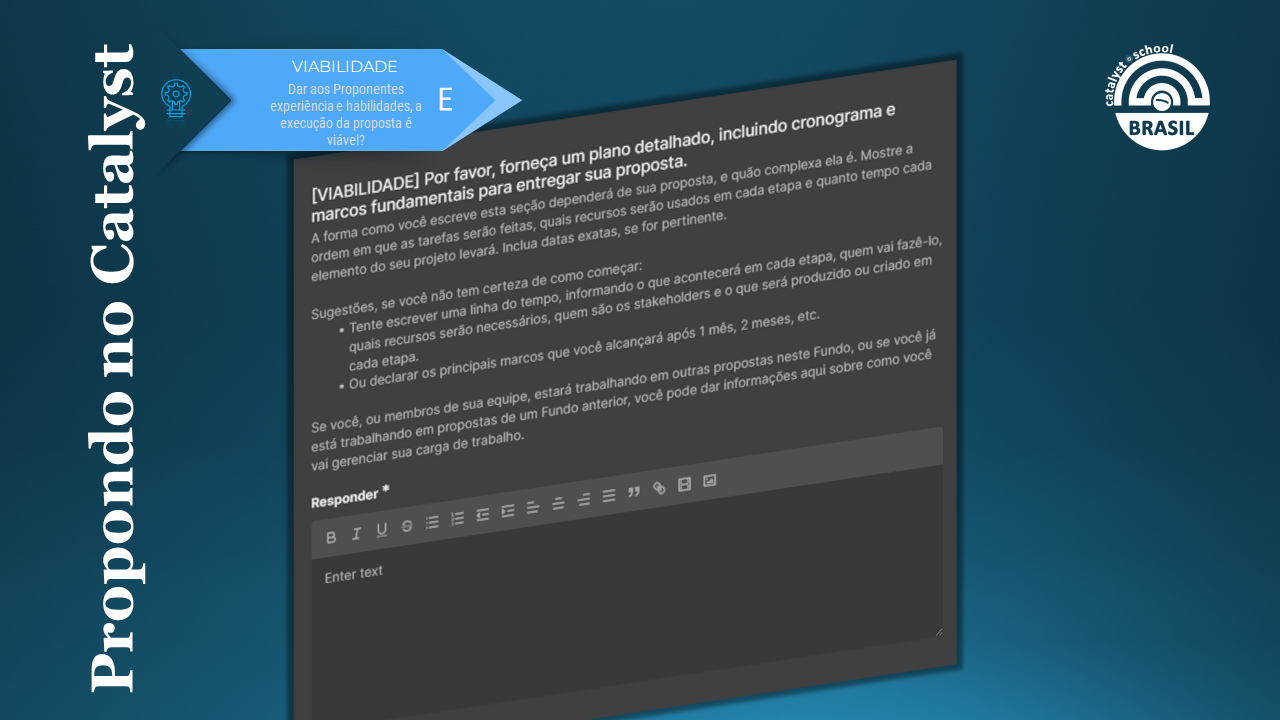 Propondo no Catalyst
VIABILIDADE
Dar aos Proponentes
experiência e habilidades, a
execução da proposta é
viável?
E
catalyst school
BRASIL
[VIABILIDADE] Por favor, forneça um plano detalhado, incluindo cronograma e
marcos fundamentais para entregar sua proposta.
A forma como você escreve esta seção dependerá de sua proposta, e quão complexa ela é. Mostre a
ordem em que as tarefas serão feitas, quais recursos serão usados em cada etapa e quanto tempo cada
elemento do seu projeto levará. Inclua datas exatas, se for pertinente.
Sugestões, se você não tem certeza de como começar:
• Tente escrever uma linha do tempo, informando o que acontecerá em cada etapa, quem vai fazê-lo,
quais recursos serão necessários, quem são os stakeholders e o que será produzido ou criado em
cada etapa.
• Ou declarar os principais marcos que você alcançará após 1 mês, 2 meses, etc.
Se você, ou membros de sua equipe, estará trabalhando em outras propostas neste Fundo, ou se você já
está trabalhando em propostas de um Fundo anterior, você pode dar informações aqui sobre como você
vai gerenciar sua carga de trabalho.
Responder *
Enter text